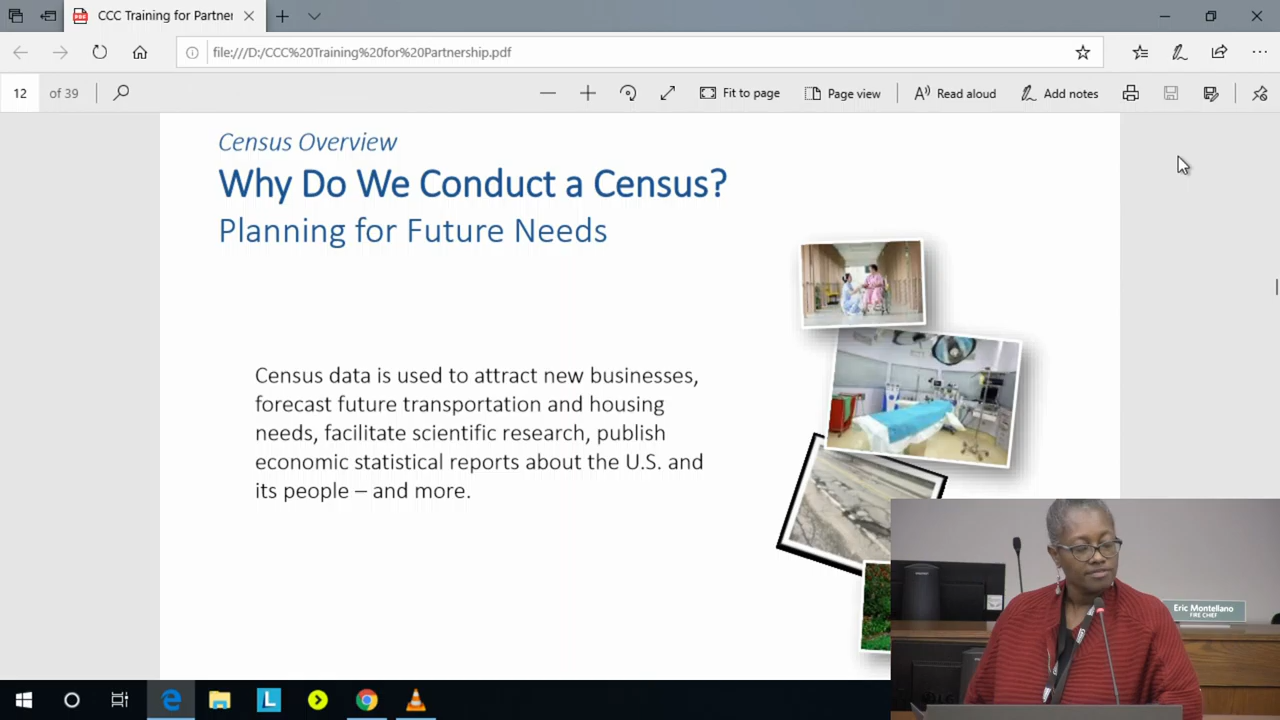 CCC Training for Partner
file:///D:/CCC%20Training%20for%20Partnership.pdf
12 of 39
Fit to page
Page view
Read aloud
Add notes
Census Overview
Why Do We Conduct a Census?
Planning for Future Needs
Census data is used to attract new businesses,
forecast future transportation and housing
needs, facilitate scientific research, publish
economic statistical reports about the U.S. and
its people – and more.
Eric Montellano
FIRE CHIEF